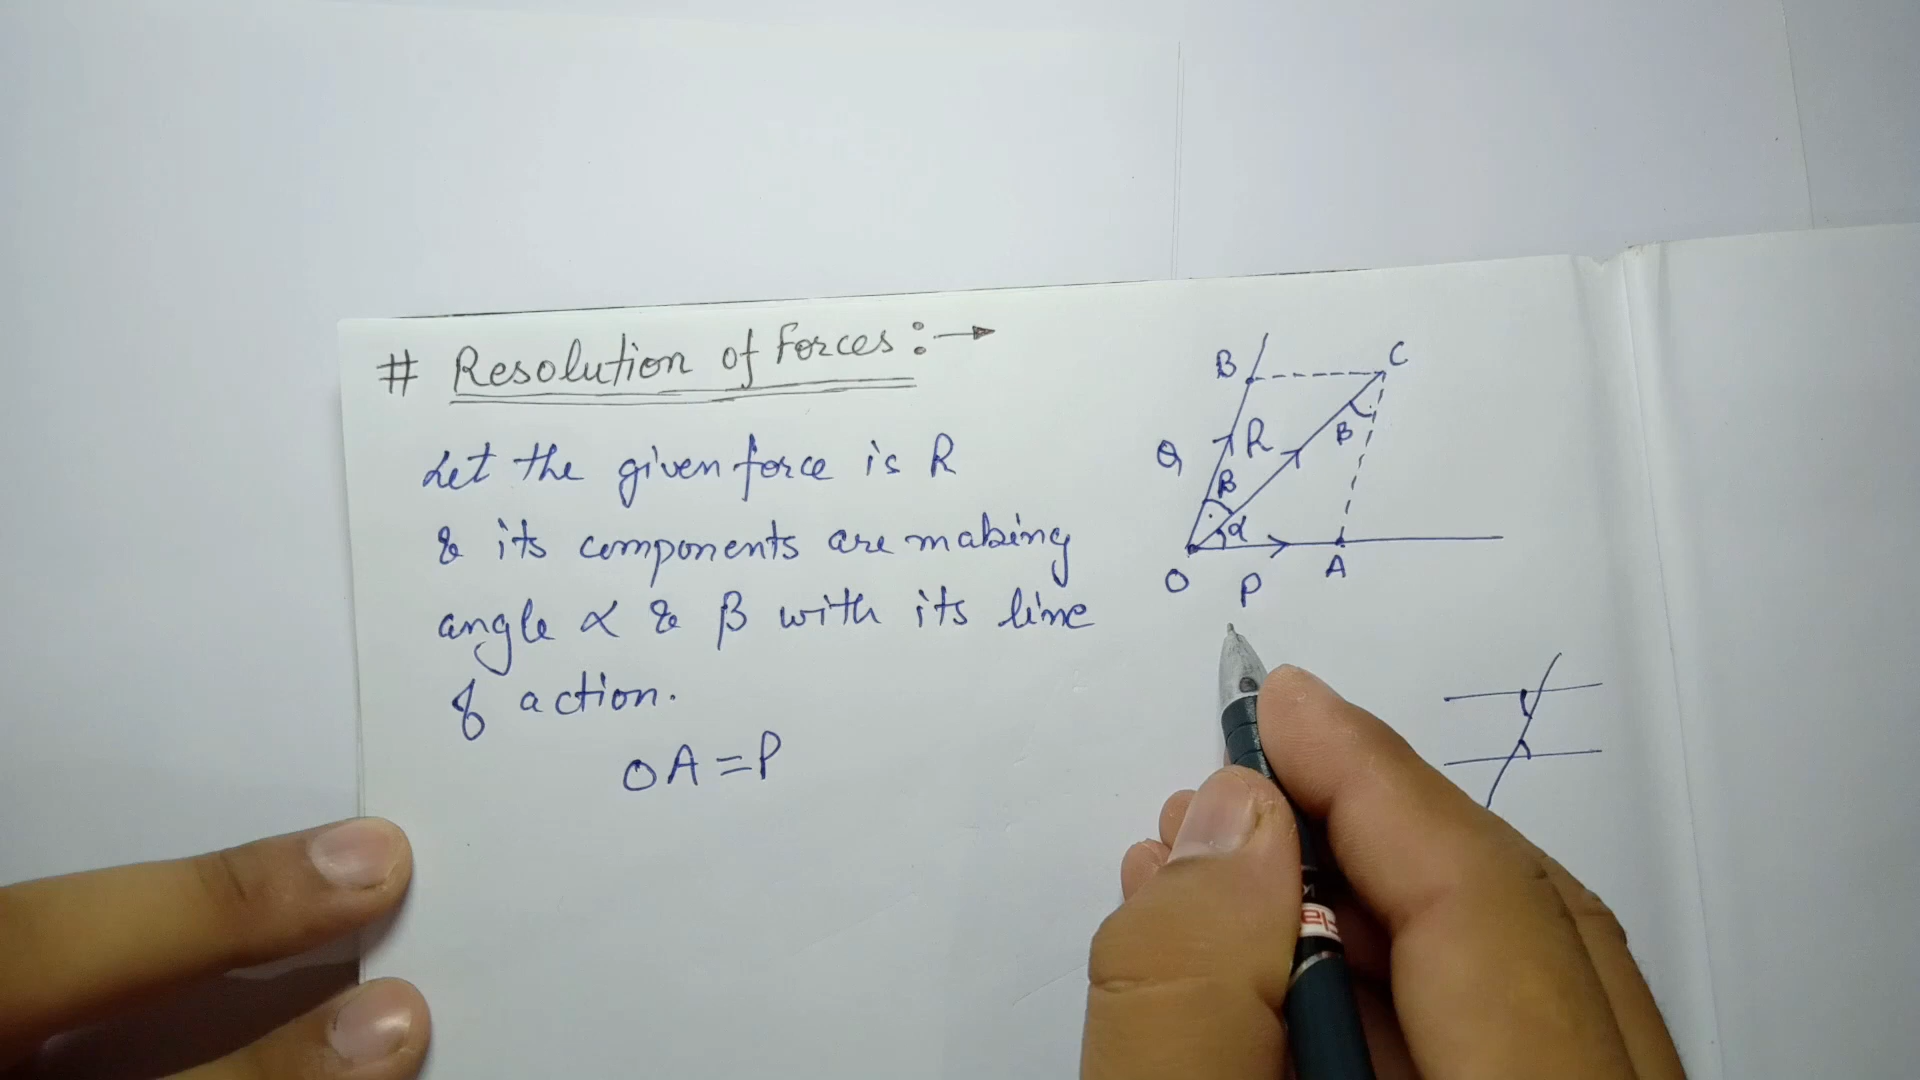 # Resolution of Forces:→
Let the given force is R
& its components are making
angle α & β with its line
of action.
OA = P
B C
Q R β
β
α
O P A